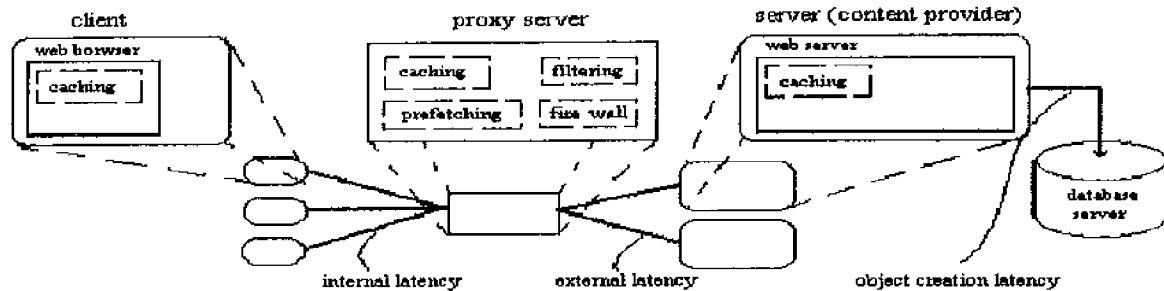 client
proxy server
server (content provider)
web borwser
caching
caching
filtering
prefetching
fire wall
web server
caching
database
server
internal latency
external latency
object creation latency